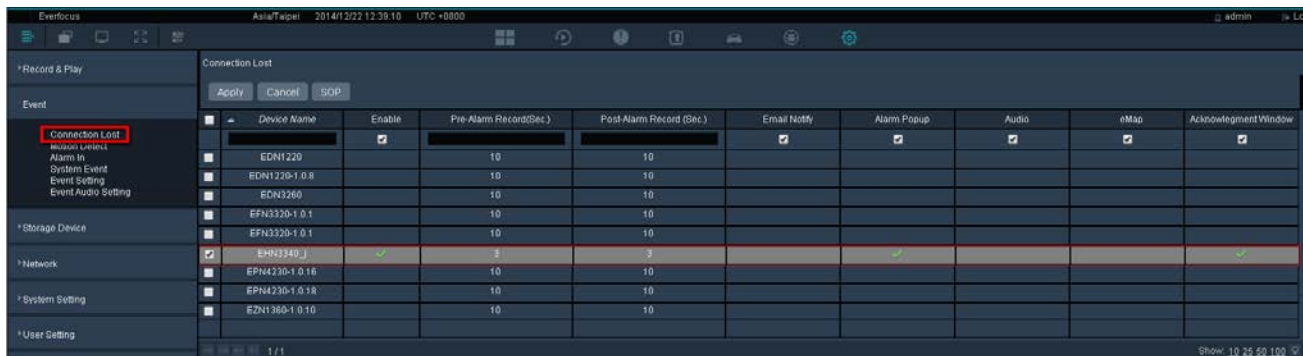 Everfocus Asia/Taipei 2014/12/22 12:39:10 UTC +0800 admin Lo
Record & Play
Connection Lost
Apply Cancel SOP
Event
Connection Lost
Motion Detect
Alarm In
System Event
Event Setting
Event Audio Setting
Storage Device
Network
System Setting
User Setting
Device Name Enable Pre-Alarm Record(Sec.) Post-Alarm Record (Sec.) Email Notify Alarm Popup Audio eMap Acknowlegment Window
EDN1220 10 10
EDN1220-1.0.8 10 10
EDN3260 10 10
EFN3320-1.0.1 10 10
EFN3320-1.0.1 10 10
EHN3340_j 3 3
EPN4230-1.0.16 10 10
EPN4230-1.0.18 10 10
EZN1360-1.0.10 10 10
1/1 Show: 10 25 50 100